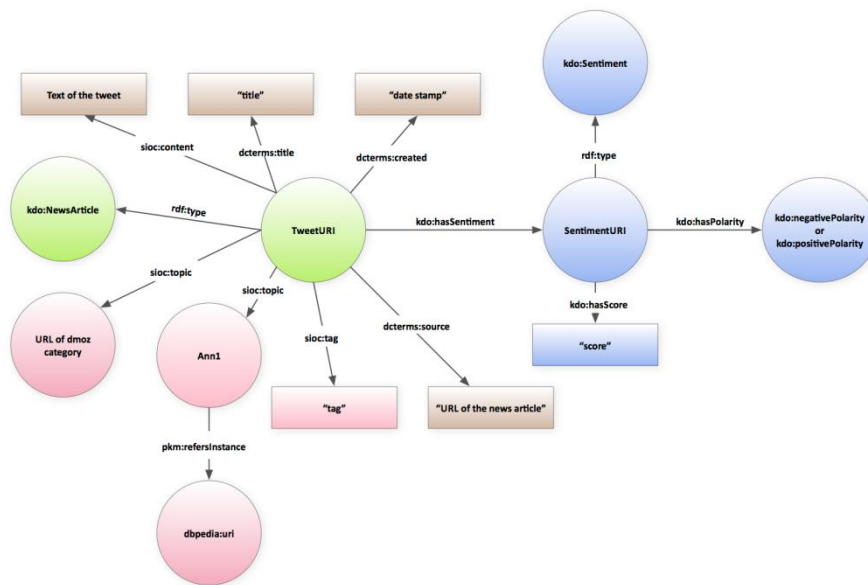 kdo:Sentiment
Text of the tweet
"title"
"date stamp"
sioc:content
dcterms:title
dcterms:created
rdf:type
kdo:NewsArticle
rdf:type
TweetURI
kdo:hasSentiment
SentimentURI
kdo:hasPolarity
kdo:negativePolarity
or
kdo:positivePolarity
sioc:topic
sioc:topic
kdo:hasScore
dcterms:source
sioc:tag
URL of dmoz
category
Ann1
"score"
"tag"
"URL of the news article"
pkm:refersInstance
dbpedia:uri